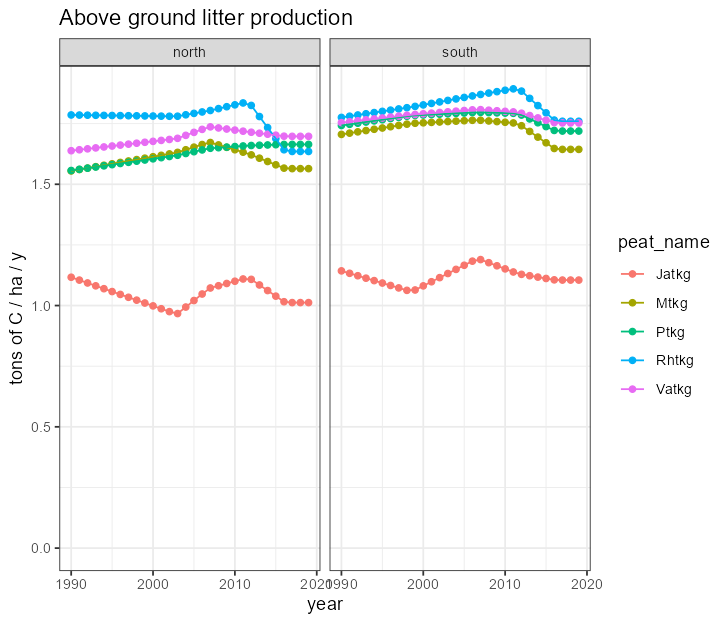 Above ground litter production
north
south
tons of C / ha / y
1.5
1.0
0.5
0.0
1990
2000
2010
2020
1990
2000
2010
2020
year
peat_name
Jatkg
Mtkg
Ptkg
Rhtkg
Vatkg